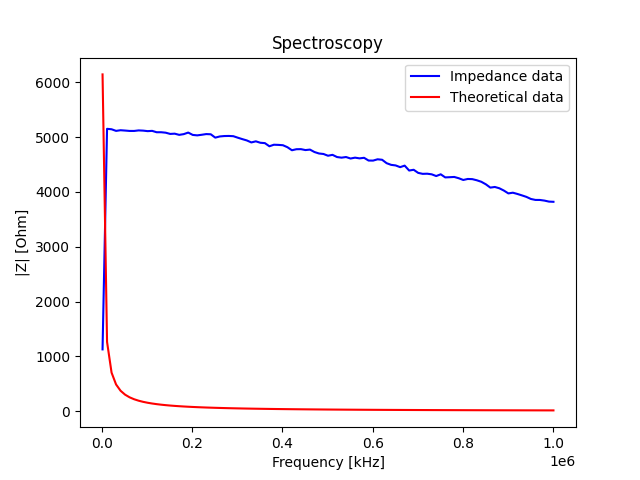 Spectroscopy
Impedance data
Theoretical data
6000
5000
4000
3000
2000
1000
0
|Z| [Ohm]
0.0 0.2 0.4 0.6 0.8 1.0
1e6
Frequency [kHz]